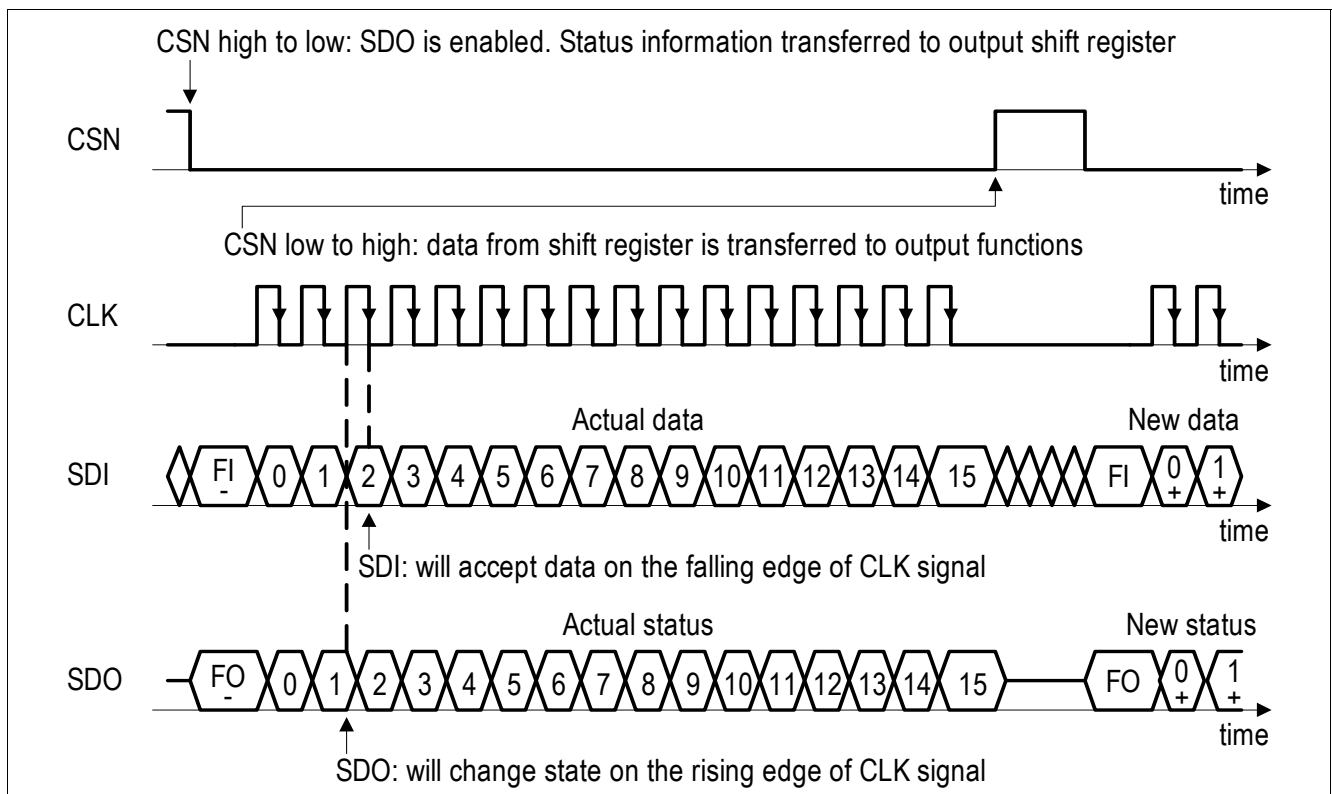 CSN high to low: SDO is enabled. Status information transferred to output shift register
CSN
time
CSN low to high: data from shift register is transferred to output functions
CLK
time
Actual data
New data
SDI
FI - 0 1 2 3 4 5 6 7 8 9 10 11 12 13 14 15 FI 0 + 1 +
time
SDI: will accept data on the falling edge of CLK signal
Actual status
New status
SDO
FO - 0 1 2 3 4 5 6 7 8 9 10 11 12 13 14 15 FO 0 + 1 +
time
SDO: will change state on the rising edge of CLK signal